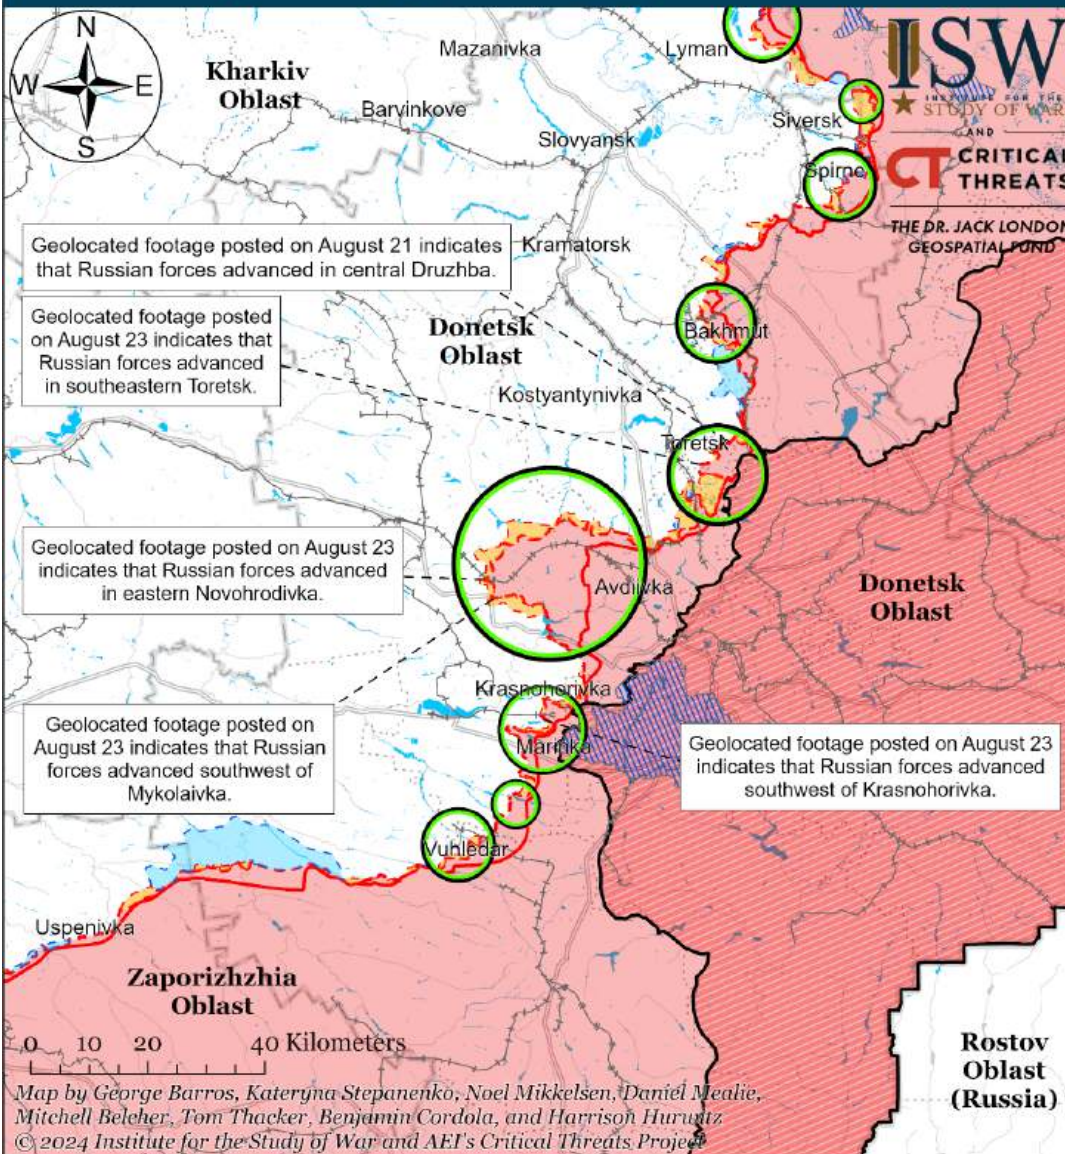 N
W
E
S
Kharkiv
Oblast
Mazanivka
Lyman
Barvinkove
Slovyansk
Siversk
Spirne
ISW
INSTITUTE FOR THE
STUDY OF WAR
AND
CT CRITICAL
THREATS
THE DR. JACK LONDON
GEOSPATIAL FUND
Geolocated footage posted on August 21 indicates
that Russian forces advanced in central Druzhba.
Kramatorsk
Geolocated footage posted
on August 23 indicates that
Russian forces advanced
in southeastern Toretsk.
Donetsk
Oblast
Bakhmut
Kostyantynivka
Toretsk
Geolocated footage posted on August 23
indicates that Russian forces advanced
in eastern Novohrodivka.
Avdiivka
Donetsk
Oblast
Krasnohorivka
Marinka
Geolocated footage posted on
August 23 indicates that Russian
forces advanced southwest of
Mykolaivka.
Geolocated footage posted on August 23
indicates that Russian forces advanced
southwest of Krasnohorivka.
Vuhledar
Uspenivka
Zaporizhzhia
Oblast
0 10 20 40 Kilometers
Rostov
Oblast
(Russia)
Map by George Barros, Kateryna Stepanenko, Noel Mikkelsen, Daniel Mealie,
Mitchell Belcher, Tom Thacker, Benjamin Cordola, and Harrison Hurwitz
© 2024 Institute for the Study of War and AEI's Critical Threats Project